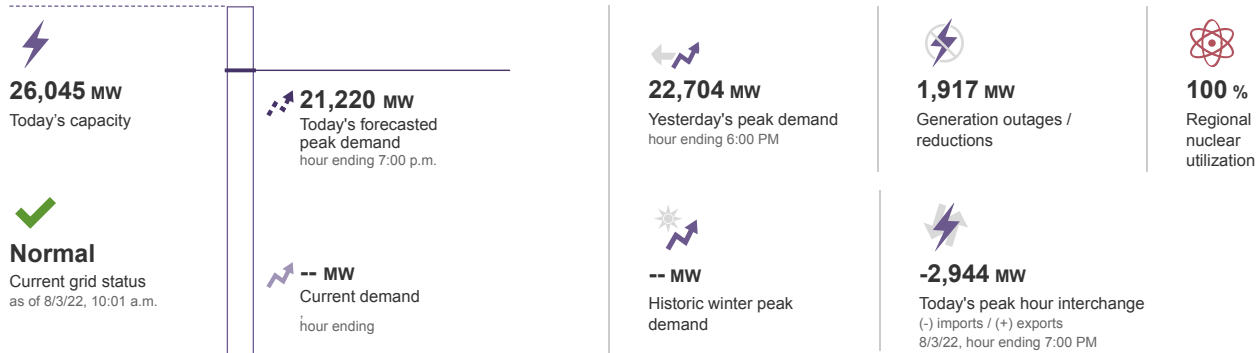 26,045 MW
Today’s capacity
21,220 MW
Today's forecasted
peak demand
hour ending 7:00 p.m.
22,704 MW
Yesterday's peak demand
hour ending 6:00 PM
1,917 MW
Generation outages /
reductions
100 %
Regional
nuclear
utilization
Normal
Current grid status
as of 8/3/22, 10:01 a.m.
-- MW
Current demand
,
hour ending
-- MW
Historic winter peak
demand
-2,944 MW
Today's peak hour interchange
(-) imports / (+) exports
8/3/22, hour ending 7:00 PM